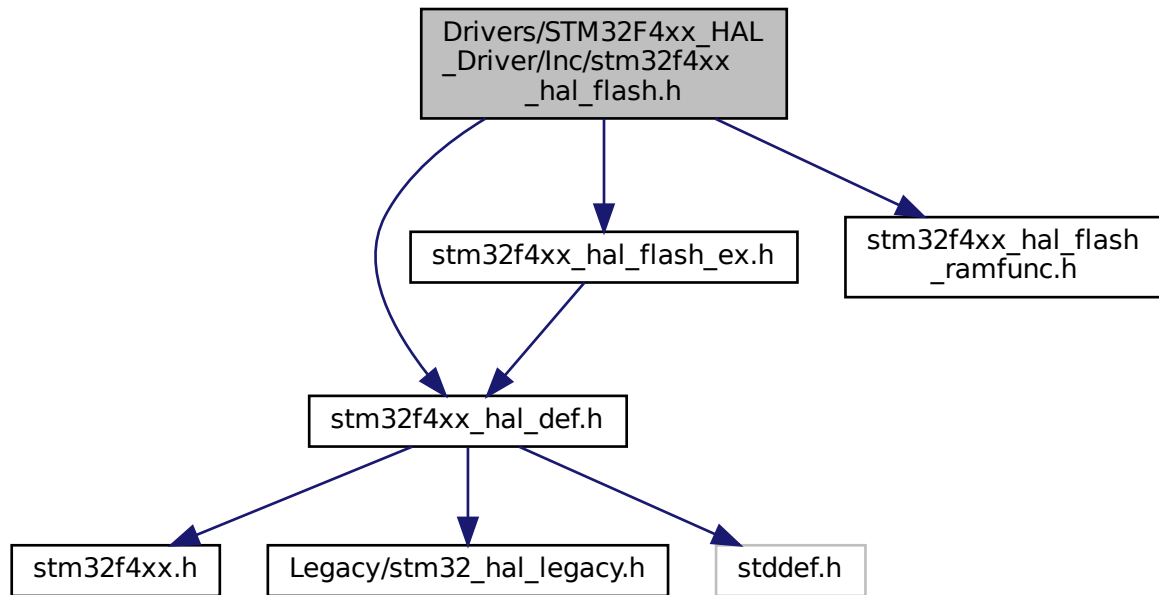 Drivers/STM32F4xx_HAL
_Driver/Inc/stm32f4xx
_hal_flash.h
stm32f4xx_hal_flash_ex.h
stm32f4xx_hal_flash
_ramfunc.h
stm32f4xx_hal_def.h
stm32f4xx.h
Legacy/stm32_hal_legacy.h
stddef.h